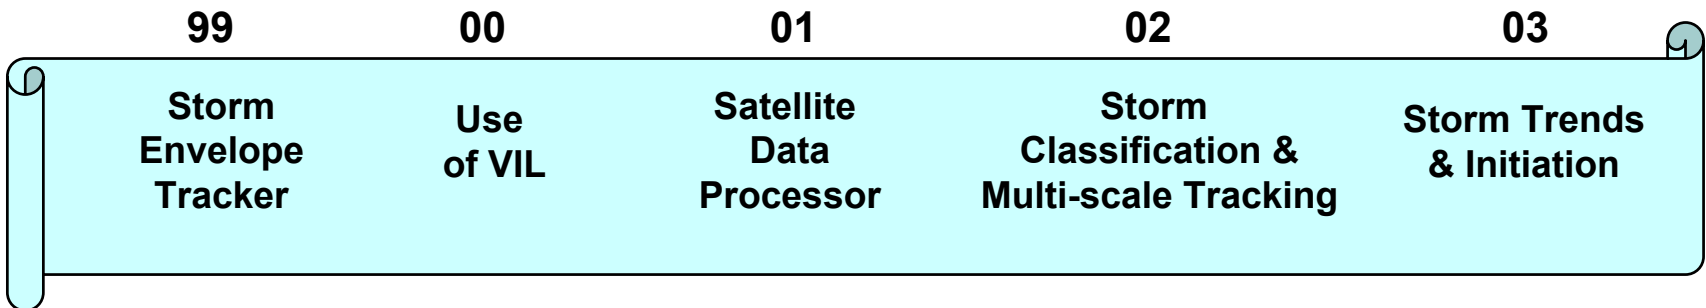 99 00 01 02 03
Storm
Envelope
Tracker
Use
of VIL
Satellite
Data
Processor
Storm
Classification &
Multi-scale Tracking
Storm Trends
& Initiation